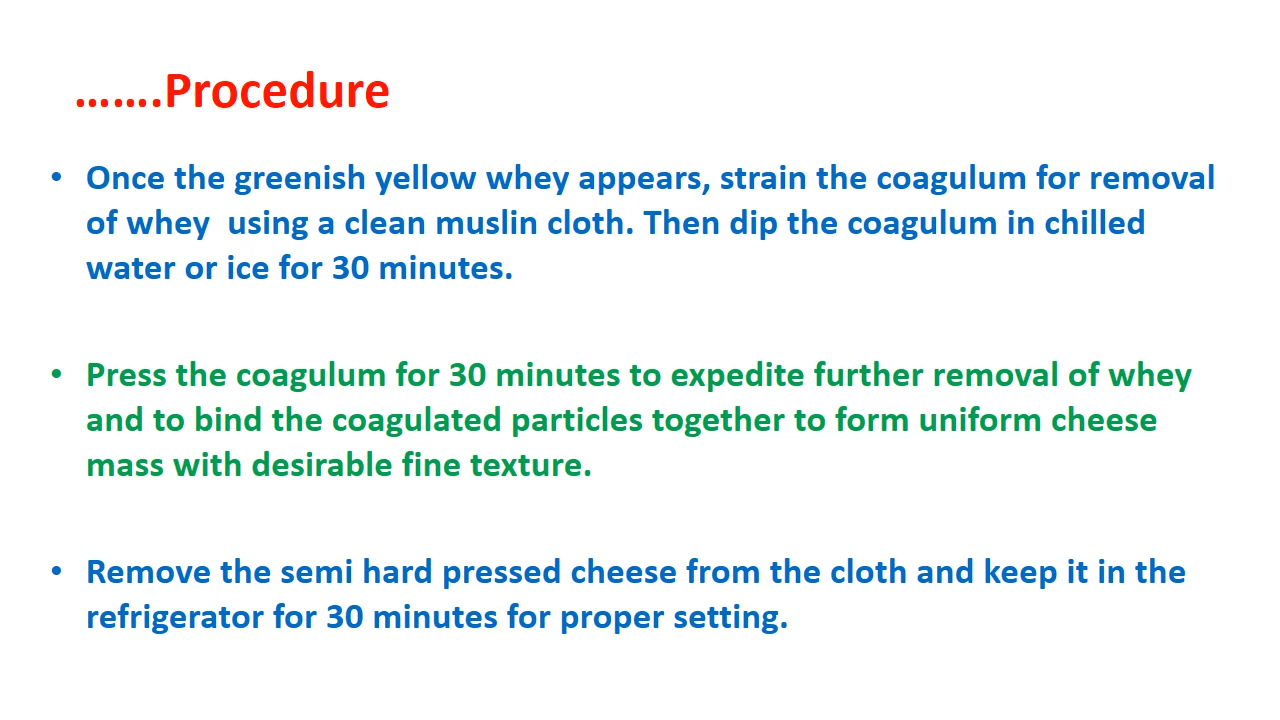 .......Procedure
• Once the greenish yellow whey appears, strain the coagulum for removal
of whey  using a clean muslin cloth. Then dip the coagulum in chilled
water or ice for 30 minutes.
• Press the coagulum for 30 minutes to expedite further removal of whey
and to bind the coagulated particles together to form uniform cheese
mass with desirable fine texture.
• Remove the semi hard pressed cheese from the cloth and keep it in the
refrigerator for 30 minutes for proper setting.